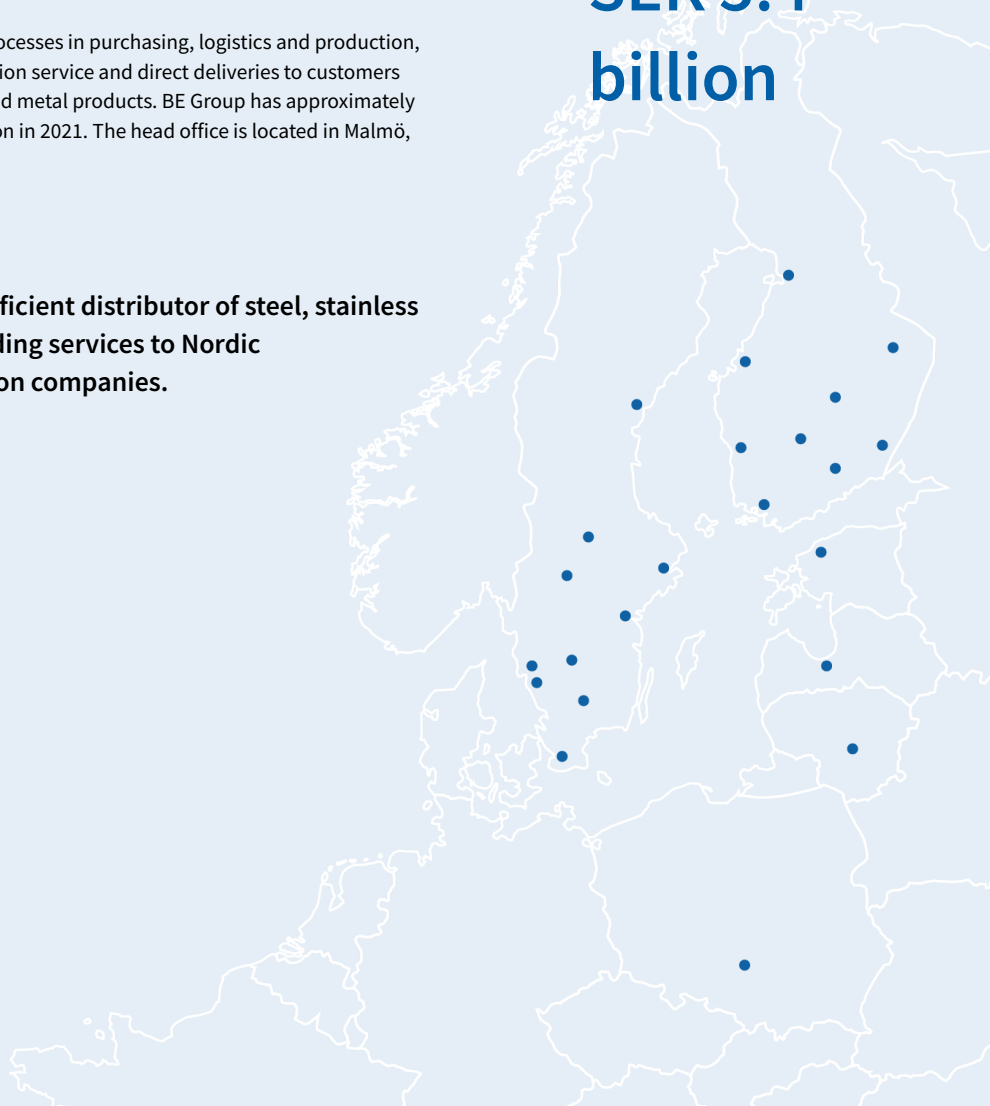 ocesses in purchasing, logistics and production,
ion service and direct deliveries to customers
d metal products. BE Group has approximately
on in 2021. The head office is located in Malmö,
ficient distributor of steel, stainless
ding services to Nordic
on companies.
billion